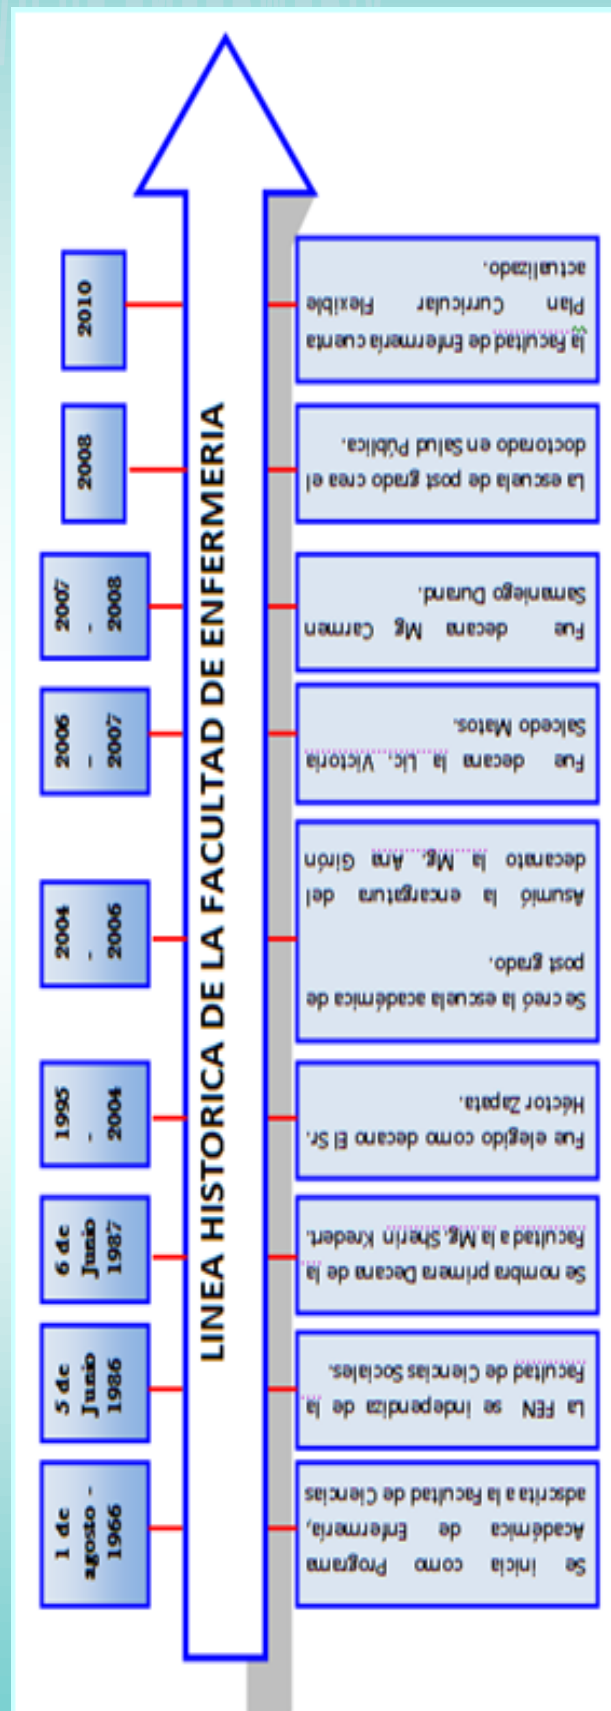 LINEA HISTORICA DE LA FACULTAD DE ENFERMERIA
1 de
agosto –
1966
Se inicia como Programa
Académica de Enfermería,
adscrita a la Facultad de Ciencias
5 de
Junio
1986
La FEN se independiza de la
Facultad de Ciencias Sociales.
6 de
Junio
1987
Se nombra primera Decana de la
Facultad a la Mg. Sherin Kredert.
1995
–
2004
Fue elegido como decano El Sr.
Héctor Zapata.
2004
–
2006
Se creó la escuela académica de
post grado.
Asumió la encargatura del
decanato la Mg. Ana Girón
2006
–
2007
Fue decana la Lic. Victoria
Salcedo Matos.
2007
–
2008
Fue decana Mg Carmen
Samaniego Durand.
2008
La escuela de post grado crea el
doctorado en Salud Pública.
2010
la Facultad de Enfermería cuenta
Plan Curricular Flexible
actualizado.